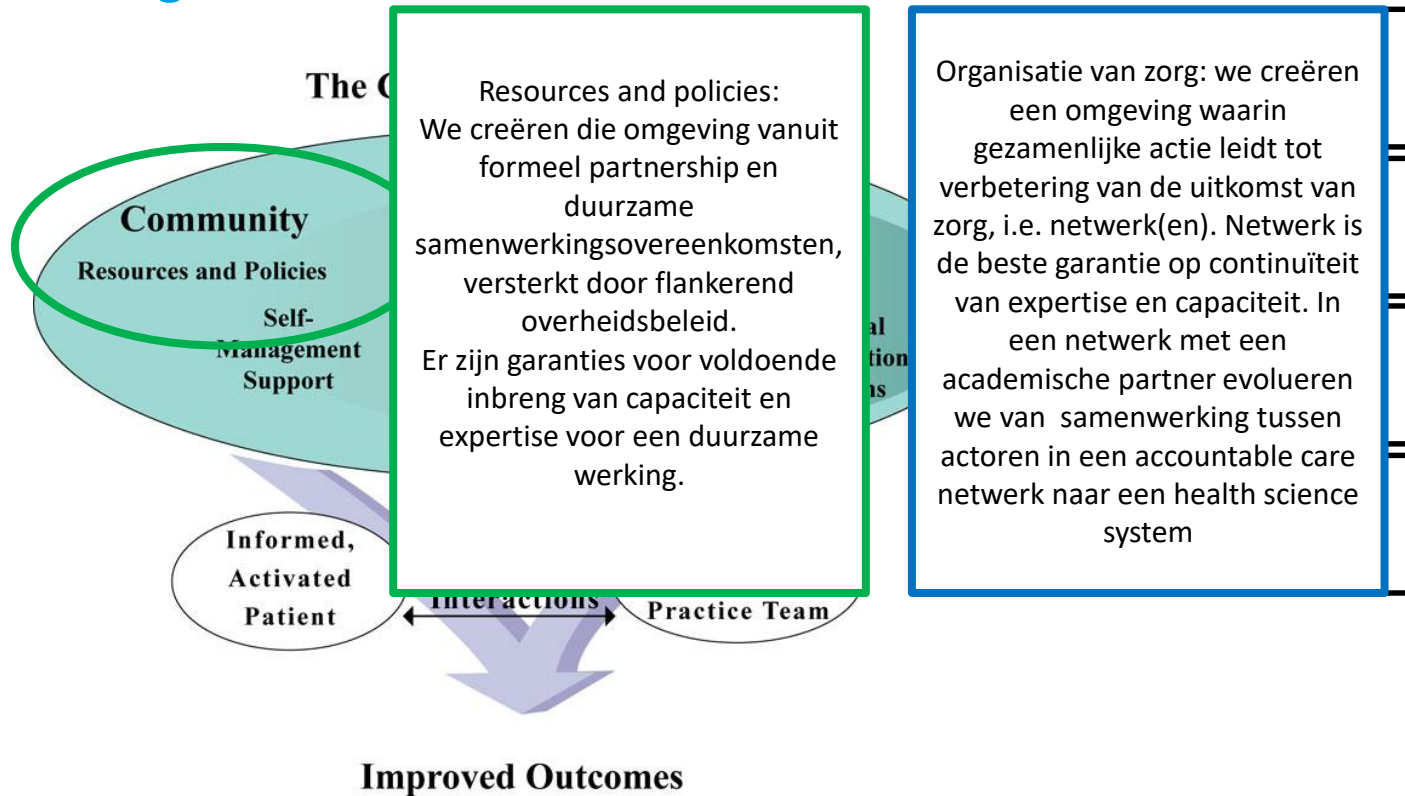 The C
Community
Resources and Policies
Self-
Management
Support
Resources and policies:
We creëren die omgeving vanuit
formeel partnership en
duurzame
samenwerkingsovereenkomsten,
versterkt door flankerend
overheidsbeleid.
Er zijn garanties voor voldoende
inbreng van capaciteit en
expertise voor een duurzame
werking.
Organisatie van zorg: we creëren
een omgeving waarin
gezamenlijke actie leidt tot
verbetering van de uitkomst van
zorg, i.e. netwerk(en). Netwerk is
de beste garantie op continuïteit
van expertise en capaciteit. In
een netwerk met een
academische partner evolueren
we van samenwerking tussen
actoren in een accountable care
netwerk naar een health science
system
Informed,
Activated
Patient
Interactions
Practice Team
Improved Outcomes